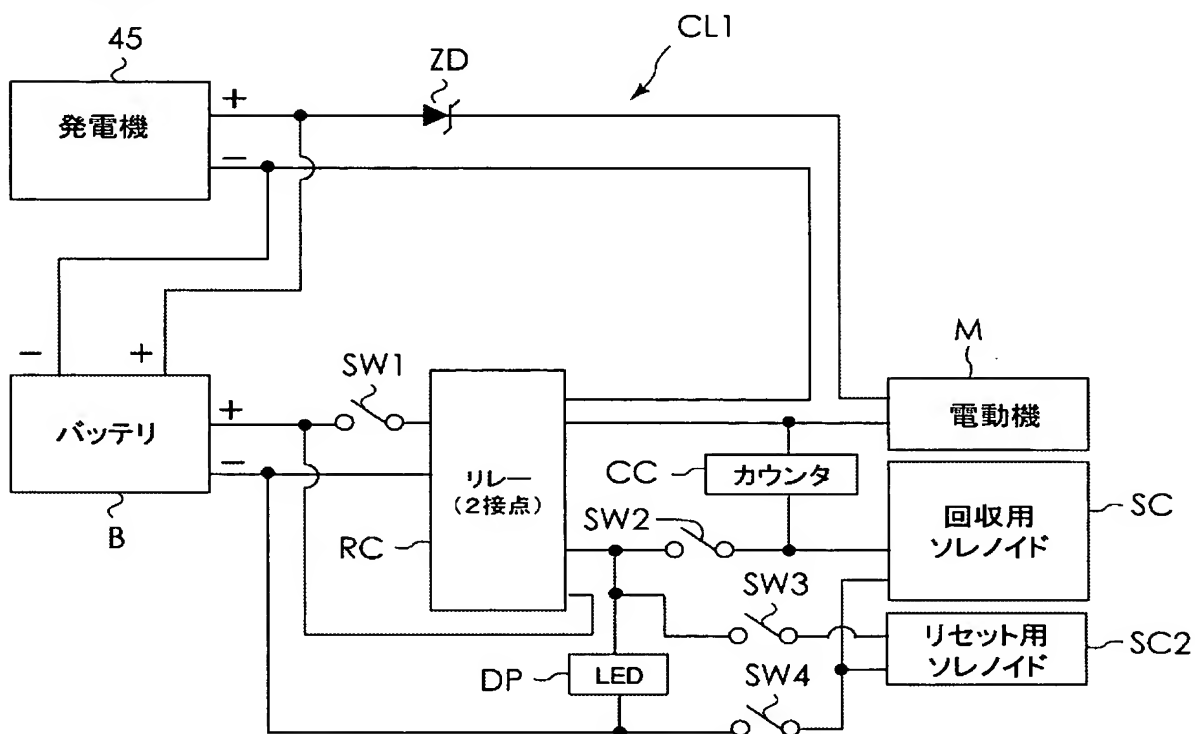 45
発電機
+
−
ZD
CL1
−
+
バッテリ
+
−
B
SW1
リレー
(2接点)
RC
M
電動機
CC
カウンタ
SW2
回収用
ソレノイド
SC
SW3
リセット用
ソレノイド
SC2
DP
LED
SW4